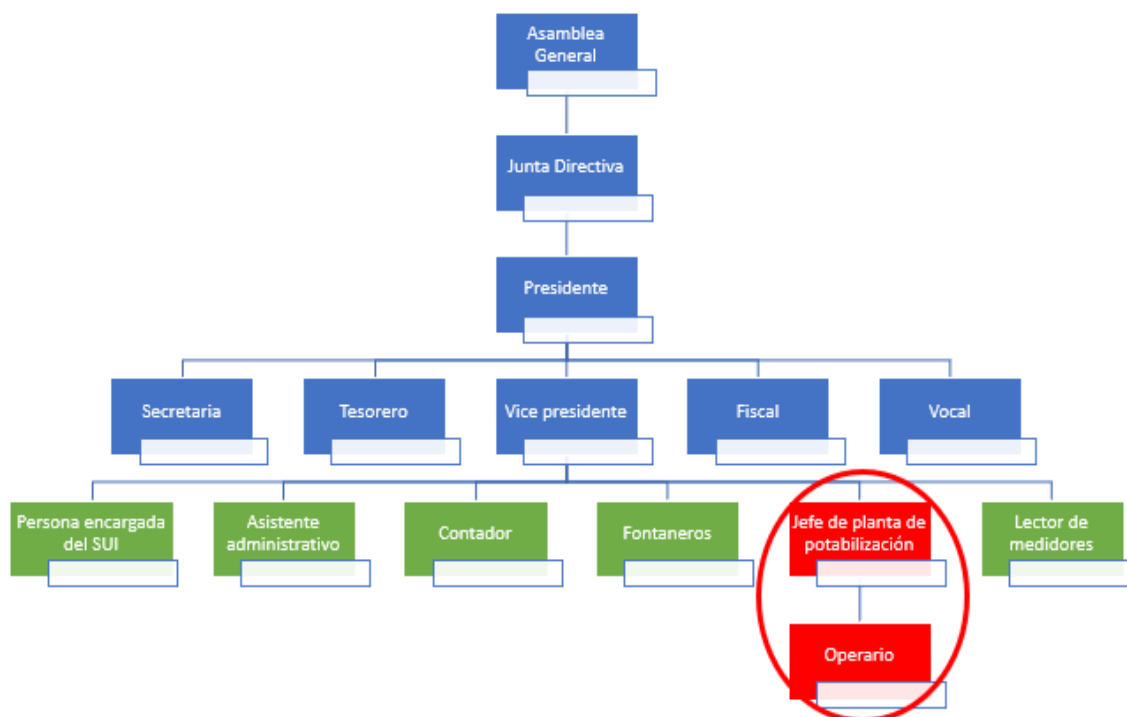 Asamblea
General
Junta Directiva
Presidente
Secretaria
Tesorero
Vice presidente
Fiscal
Vocal
Persona encargada
del SUI
Asistente
administrativo
Contador
Fontaneros
Jefe de planta de
potabilización
Lector de
medidores
Operario